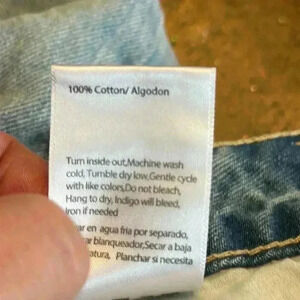 100% Cotton/ Algodon
Turn inside out,Machine wash
cold, Tumble dry low,Gentle cycle
with like colors,Do not bleach,
Hang to dry, Indigo will bleed,
Iron if needed
en agua fria por separado,
blanqueador,Secar a baja
Planchar si necesita